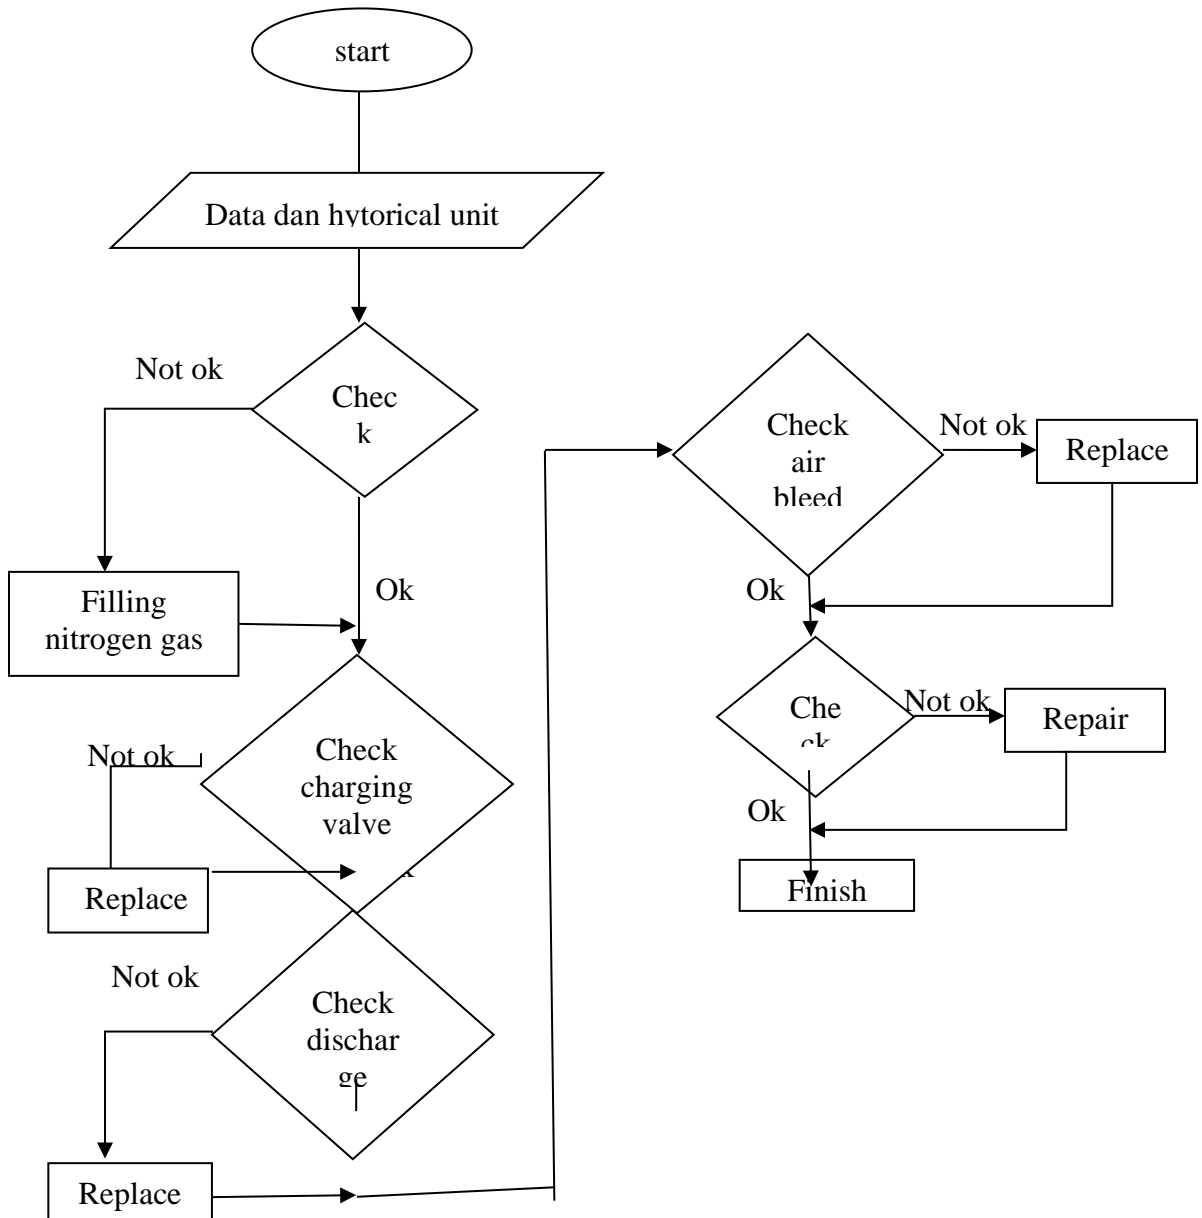 start
Data dan hytorical unit
Not ok
Chec
k
Ok
Filling
nitrogen gas
Not ok
Check
charging
valve
Replace
Not ok
Check
dischar
ge
Replace
Check
air
bleed
Not ok
Replace
Ok
Che
ck
Not ok
Repair
Ok
Finish